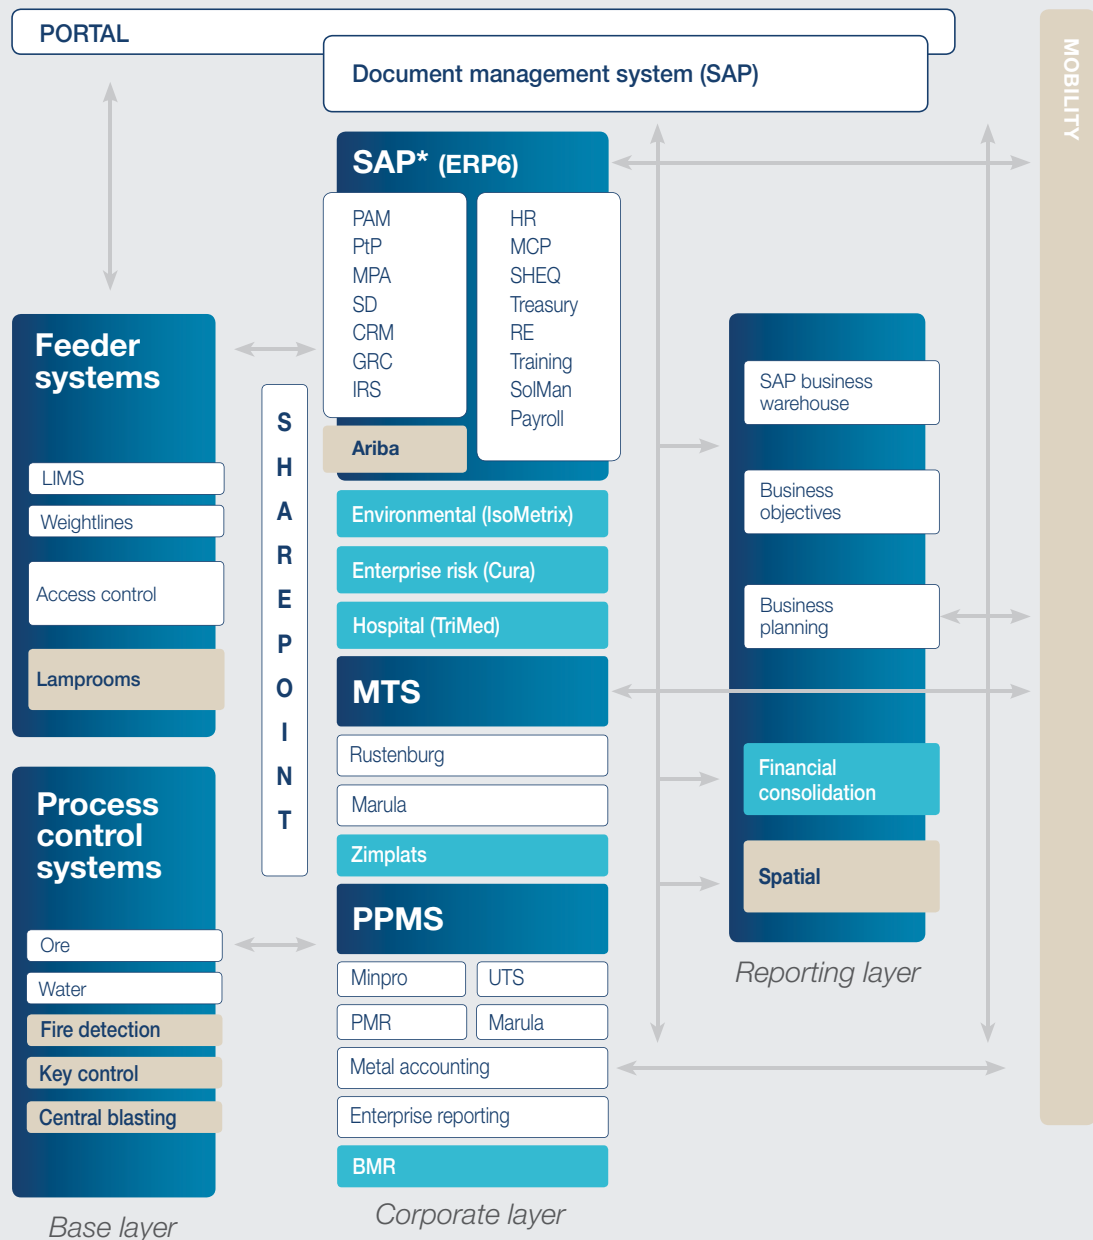 PORTAL
Document management system (SAP)
MOBILITY
SAP* (ERP6)
PAM
PtP
MPA
SD
CRM
GRC
IRS
Ariba
HR
MCP
SHEQ
Treasury
RE
Training
SolMan
Payroll
Feeder
systems
LIMS
Weightlines
Access control
Lamprooms
SHAREPOINT
Environmental (IsoMetrix)
Enterprise risk (Cura)
Hospital (TriMed)
MTS
Rustenburg
Marula
Zimplats
PPMS
Minpro
UTS
PMR
Marula
Metal accounting
Enterprise reporting
BMR
Corporate layer
Process
control
systems
Ore
Water
Fire detection
Key control
Central blasting
Base layer
SAP business
warehouse
Business
objectives
Business
planning
Financial
consolidation
Spatial
Reporting layer